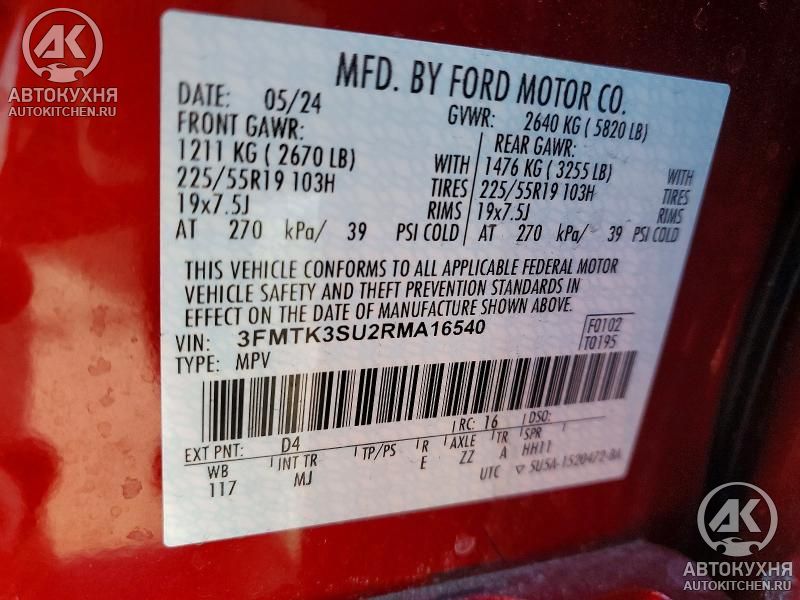 АК
АВТОКУХНЯ
AUTOKITCHEN.RU
MFD. BY FORD MOTOR CO.
DATE: 05/24
GVWR: 2640 KG ( 5820 LB)
FRONT GAWR:
REAR GAWR:
1211 KG ( 2670 LB) WITH
1476 KG ( 3255 LB) WITH
225/55R19 103H TIRES
225/55R19 103H TIRES
19x7.5J RIMS
19x7.5J RIMS
AT 270 kPa/ 39 PSI COLD
AT 270 kPa/ 39 PSI COLD
THIS VEHICLE CONFORMS TO ALL APPLICABLE FEDERAL MOTOR
VEHICLE SAFETY AND THEFT PREVENTION STANDARDS IN
EFFECT ON THE DATE OF MANUFACTURE SHOWN ABOVE.
VIN: 3FMTK3SU2RMA16540
F0102
TYPE: MPV
T0195
EXT PNT: D4 RC: 16 DSO:
WB INT TR TP/PS R AXLE TR SPR
117 MJ E ZZ A HH11
UTC 5U5A-1520472-BA
АК
АВТОКУХНЯ
AUTOKITCHEN.RU